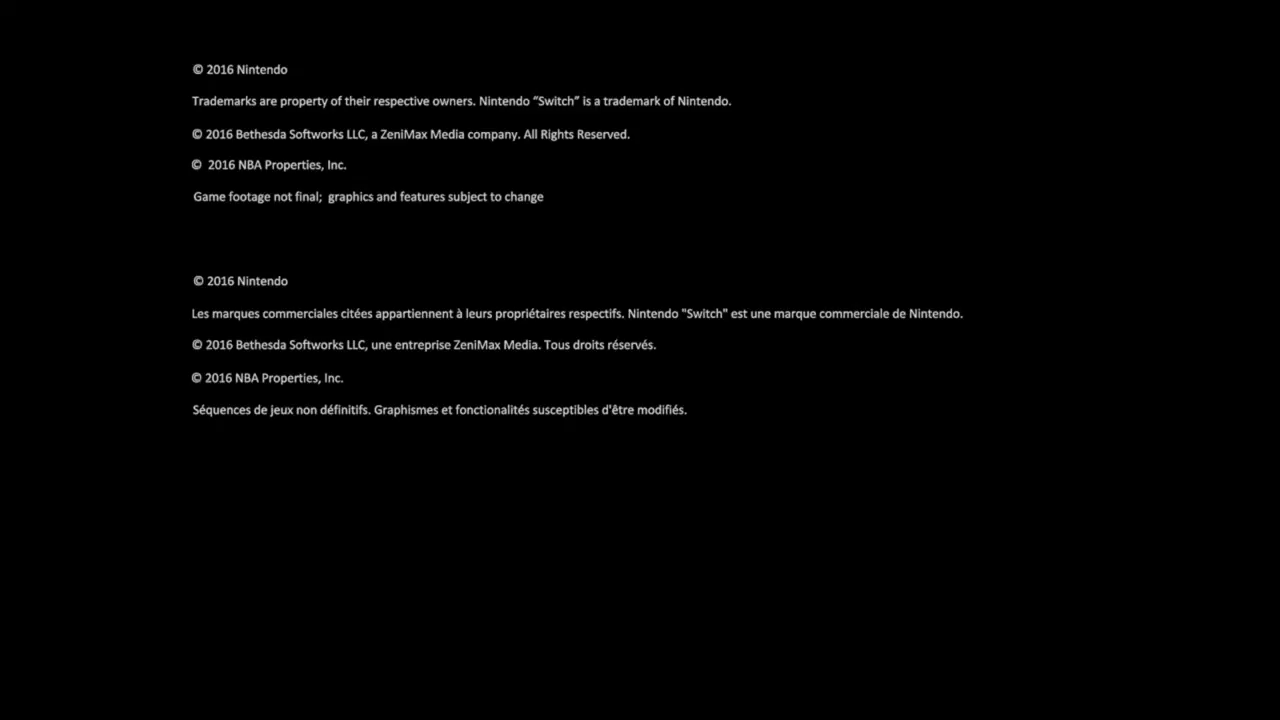 © 2016 Nintendo
Trademarks are property of their respective owners. Nintendo “Switch” is a trademark of Nintendo.
© 2016 Bethesda Softworks LLC, a ZeniMax Media company. All Rights Reserved.
© 2016 NBA Properties, Inc.
Game footage not final; graphics and features subject to change
© 2016 Nintendo
Les marques commerciales citées appartiennent à leurs propriétaires respectifs. Nintendo "Switch" est une marque commerciale de Nintendo.
© 2016 Bethesda Softworks LLC, une entreprise ZeniMax Media. Tous droits réservés.
© 2016 NBA Properties, Inc.
Séquences de jeux non définitifs. Graphismes et fonctionalités susceptibles d'être modifiés.